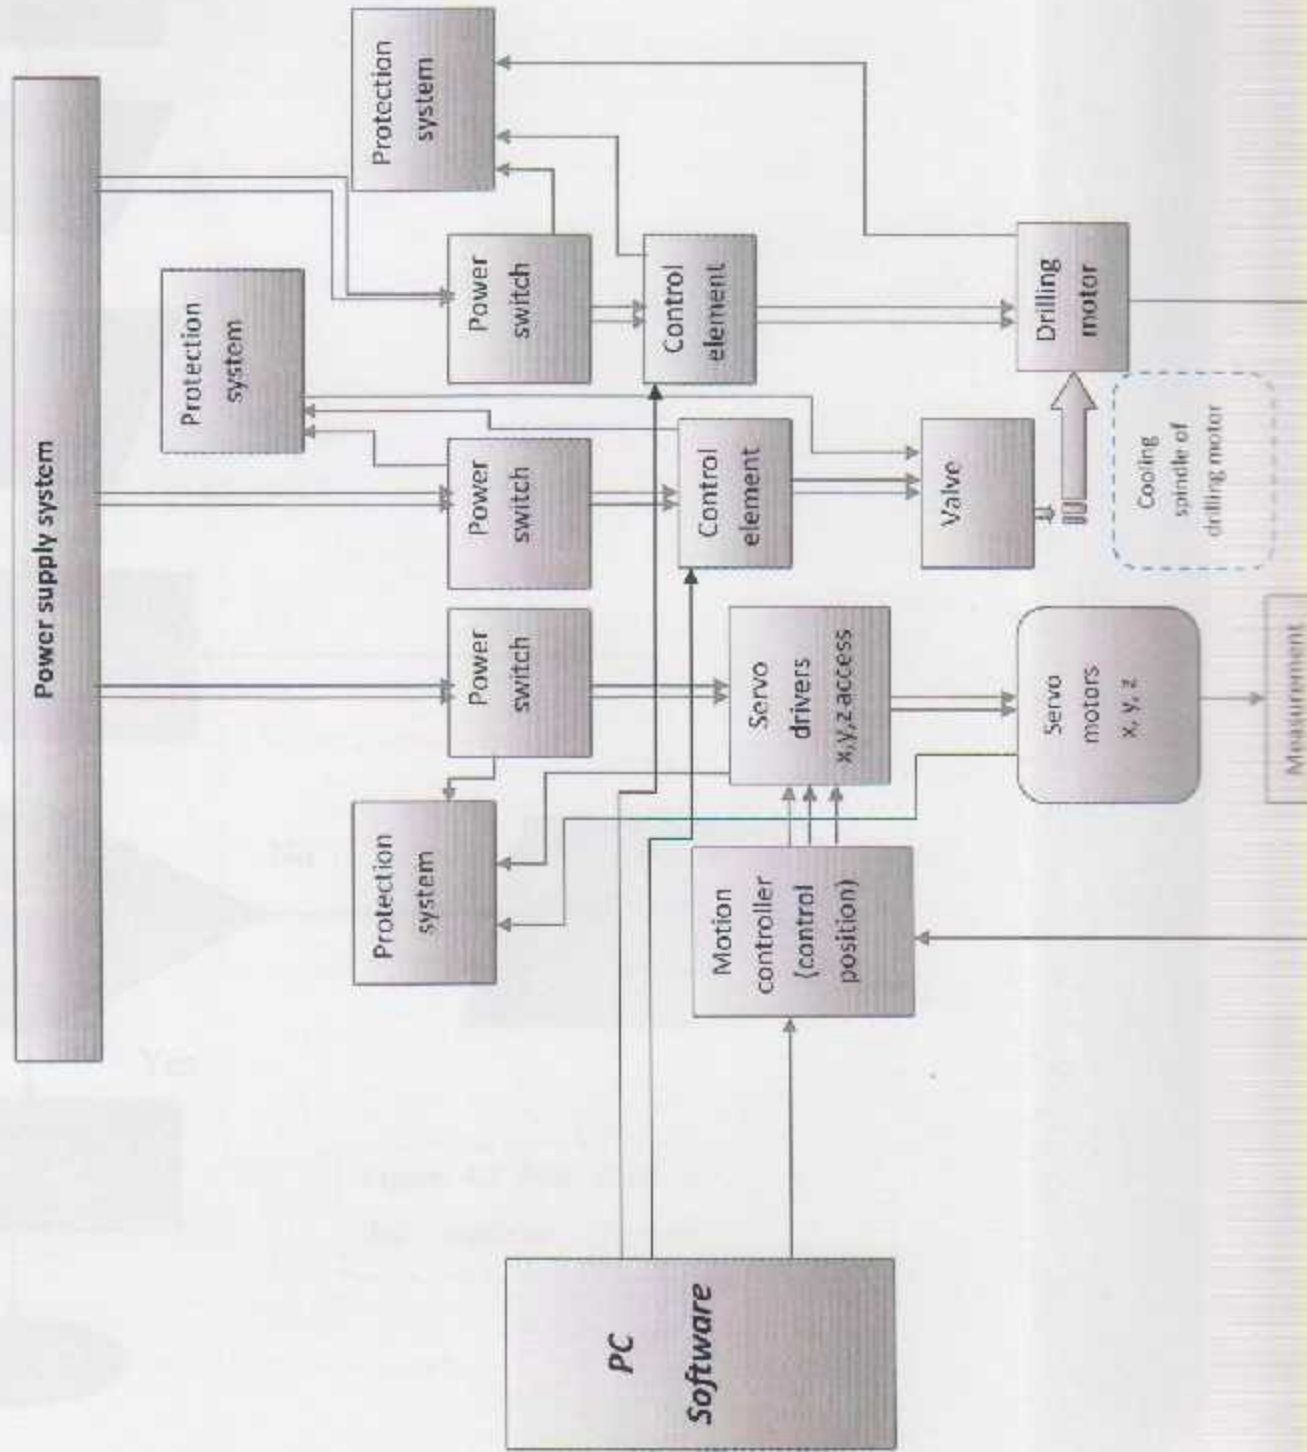 Power supply system
Protection
system
Protection
system
Protection
system
Power
switch
Power
switch
Power
switch
Control
element
Control
element
Servo
drivers
x,y,z access
Motion
controller
(control
position)
PC
Software
Servo
motors
x, y, z
Valve
Drilling
motor
Cooling
spindle of
drilling motor
Measurement
No
Yes